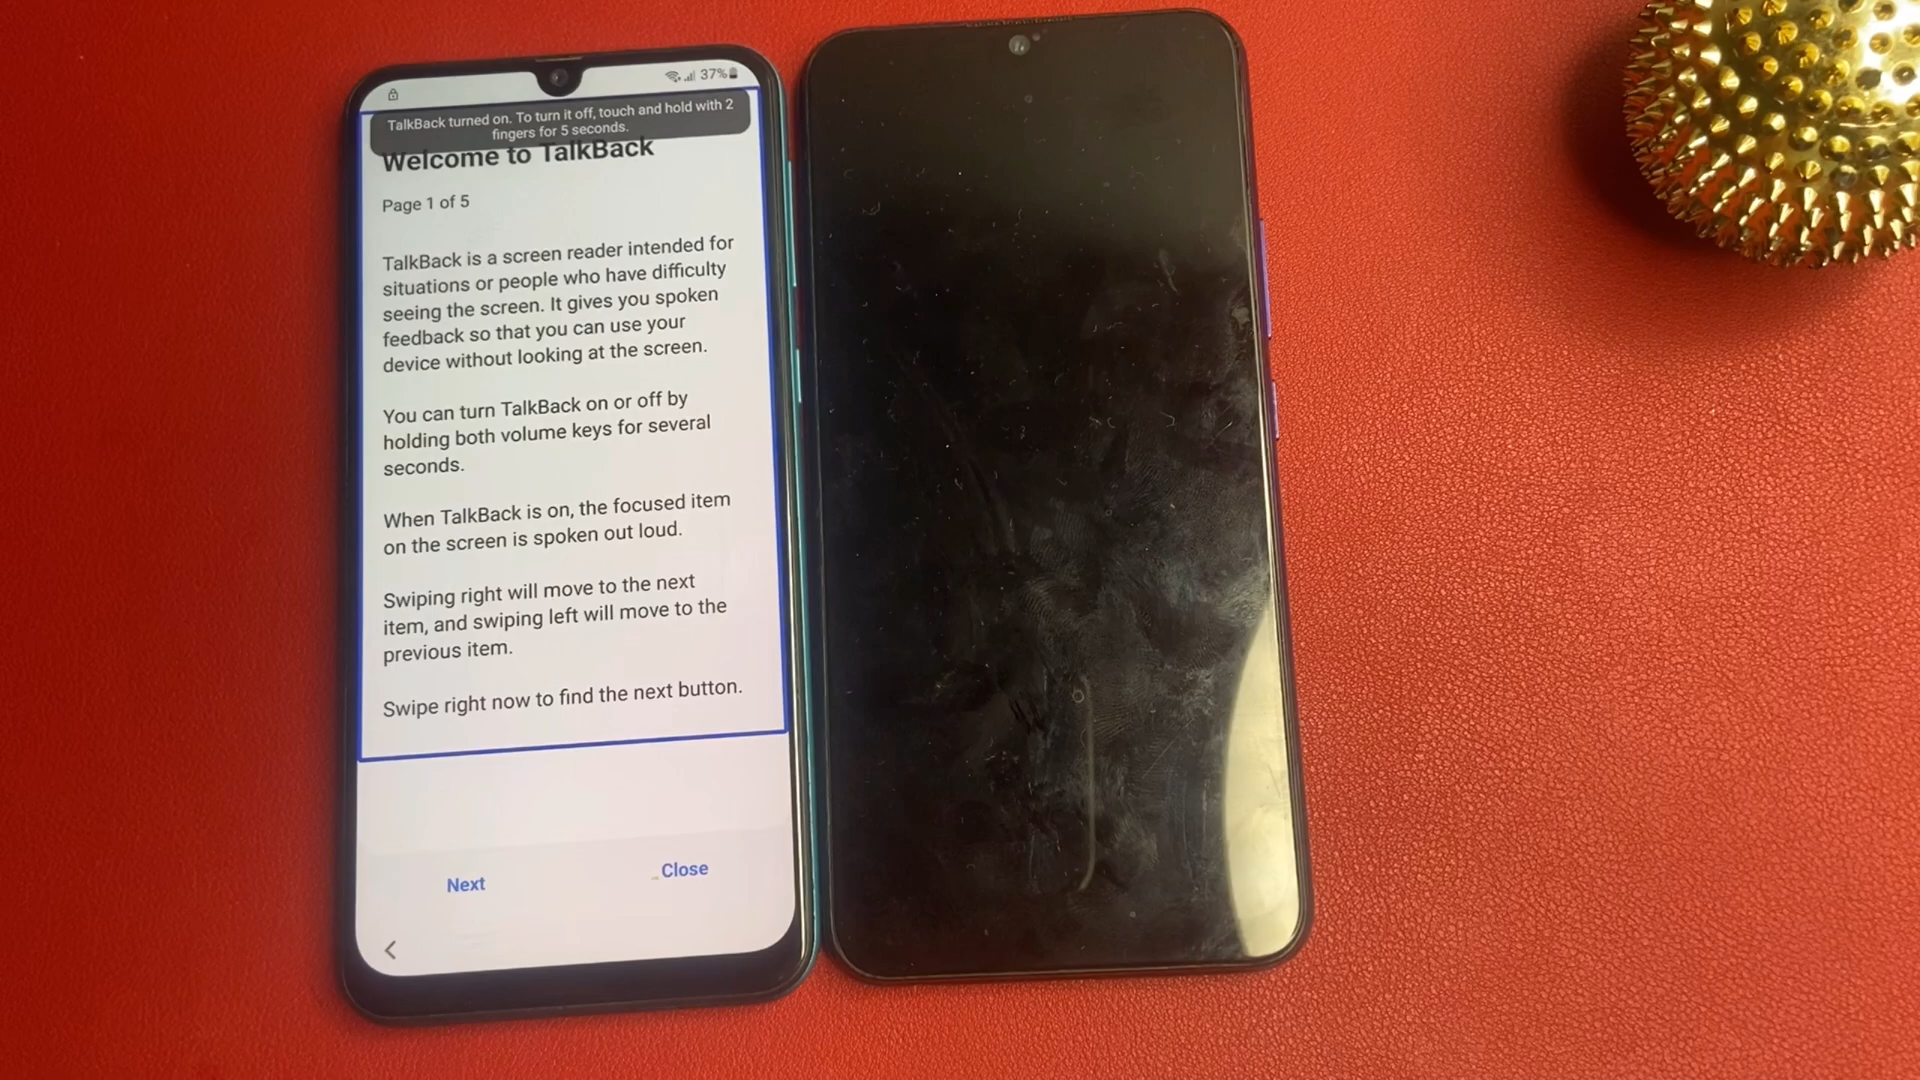 37%
TalkBack turned on. To turn it off, touch and hold with 2
fingers for 5 seconds.
Welcome to TalkBack
Page 1 of 5
TalkBack is a screen reader intended for
situations or people who have difficulty
seeing the screen. It gives you spoken
feedback so that you can use your
device without looking at the screen.
You can turn TalkBack on or off by
holding both volume keys for several
seconds.
When TalkBack is on, the focused item
on the screen is spoken out loud.
Swiping right will move to the next
item, and swiping left will move to the
previous item.
Swipe right now to find the next button.
Next
Close